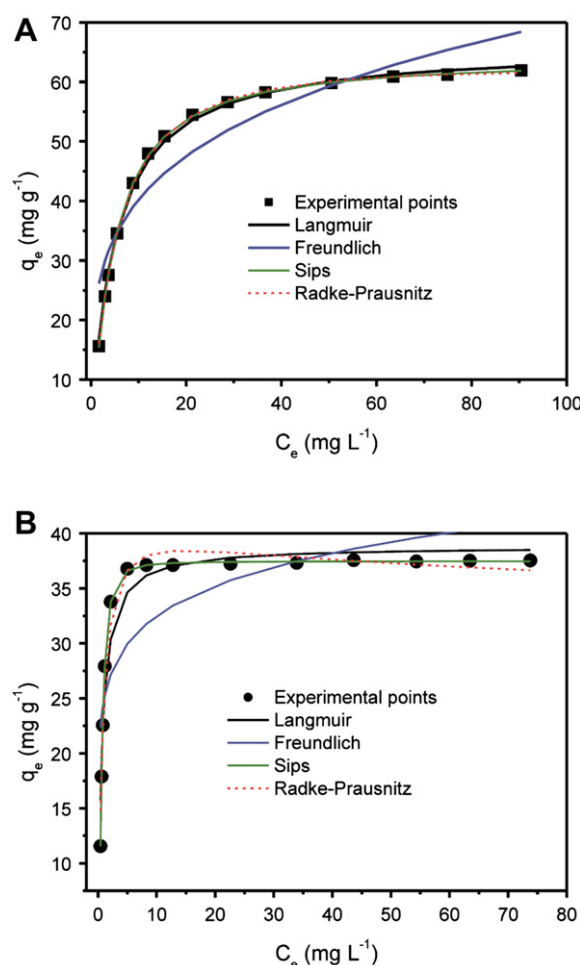 A
70
60
50
40
30
20
10
qe (mg g-1)
Experimental points
Langmuir
Freundlich
Sips
Radke-Prausnitz
0 20 40 60 80 100
Ce (mg L-1)
B
40
35
30
25
20
15
10
qe (mg g-1)
Experimental points
Langmuir
Freundlich
Sips
Radke-Prausnitz
0 10 20 30 40 50 60 70 80
Ce (mg L-1)